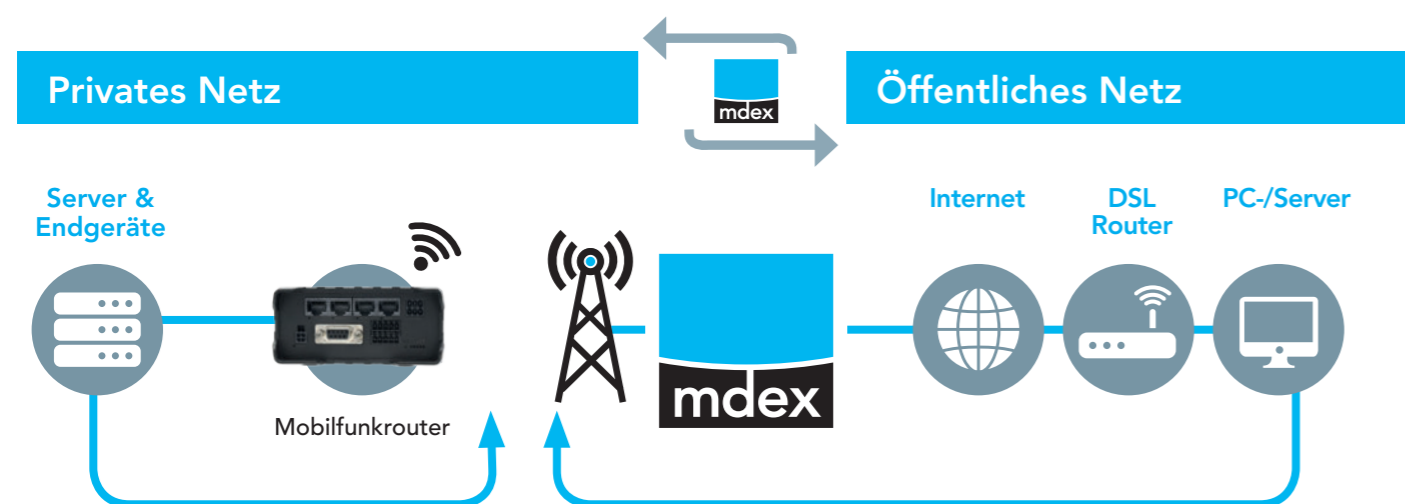 Privates Netz
mdex
Öffentliches Netz
Server &
Endgeräte
Internet
DSL
Router
PC-/Server
mdex
Mobilfunkrouter